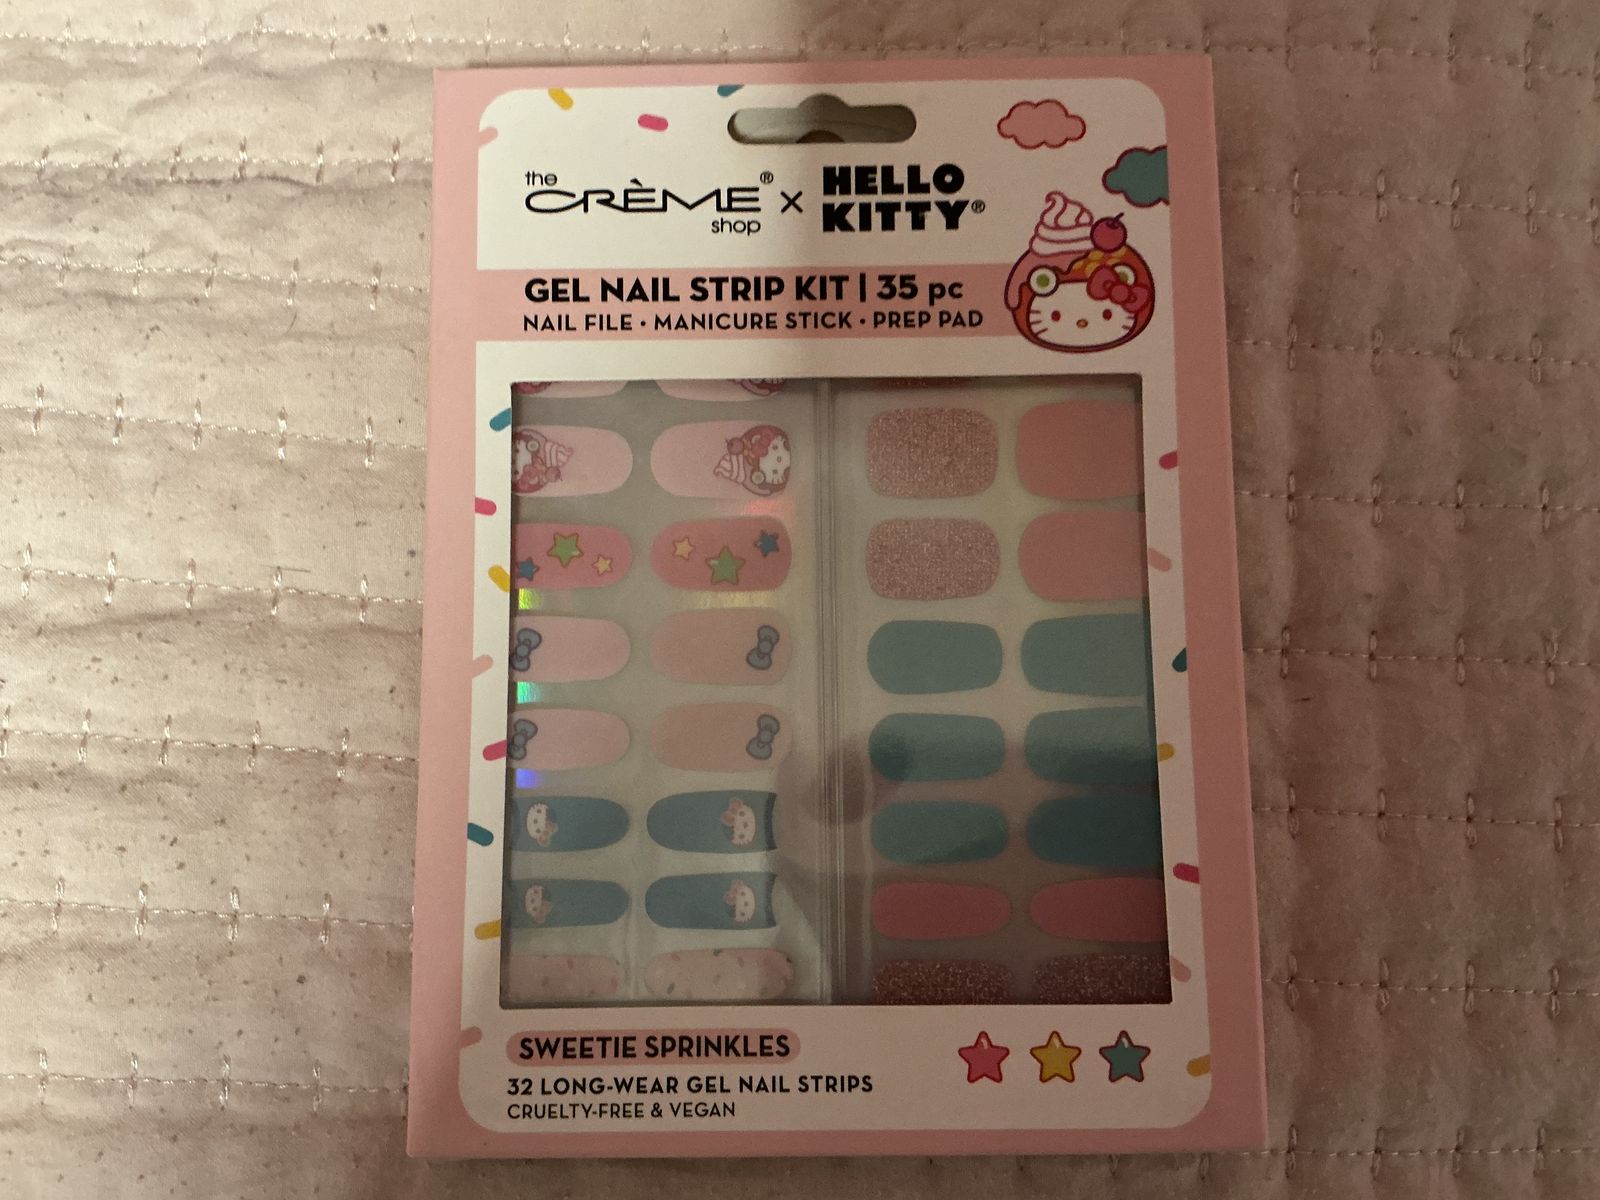 the
CRÈME®
shop
×
HELLO
KITTY®
GEL NAIL STRIP KIT | 35 pc
NAIL FILE • MANICURE STICK • PREP PAD
SWEETIE SPRINKLES
32 LONG-WEAR GEL NAIL STRIPS
CRUELTY-FREE & VEGAN